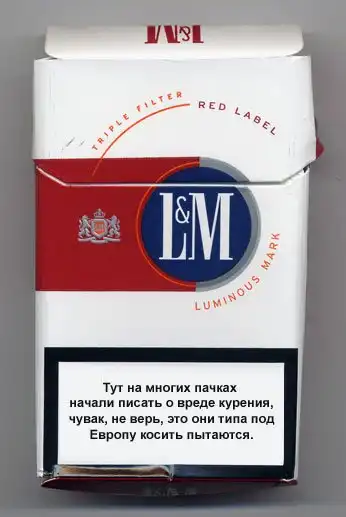 L&M
TRIPLE FILTER
RED LABEL
L&M
LUMINOUS MARK
Тут на многих пачках
начали писать о вреде курения,
чувак, не верь, это они типа под
Европу косить пытаются.